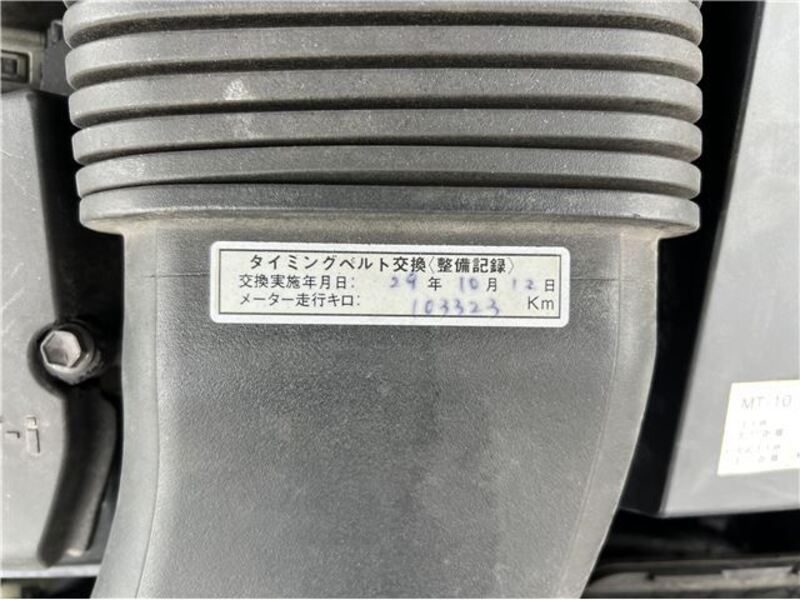 タイミングベルト交換〈整備記録〉
交換実施年月日: 29 年 10 月 12 日
メーター走行キロ: 103323 Km
T-i
MT-10